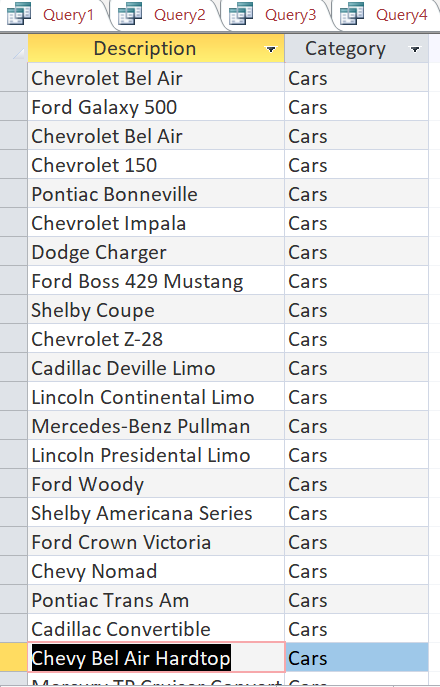 Query1 Query2 Query3 Query4
Description Category
Chevrolet Bel Air Cars
Ford Galaxy 500 Cars
Chevrolet Bel Air Cars
Chevrolet 150 Cars
Pontiac Bonneville Cars
Chevrolet Impala Cars
Dodge Charger Cars
Ford Boss 429 Mustang Cars
Shelby Coupe Cars
Chevrolet Z-28 Cars
Cadillac Deville Limo Cars
Lincoln Continental Limo Cars
Mercedes-Benz Pullman Cars
Lincoln Presidental Limo Cars
Ford Woody Cars
Shelby Americana Series Cars
Ford Crown Victoria Cars
Chevy Nomad Cars
Pontiac Trans Am Cars
Cadillac Convertible Cars
Chevy Bel Air Hardtop Cars
Mercury Cruiser Cars